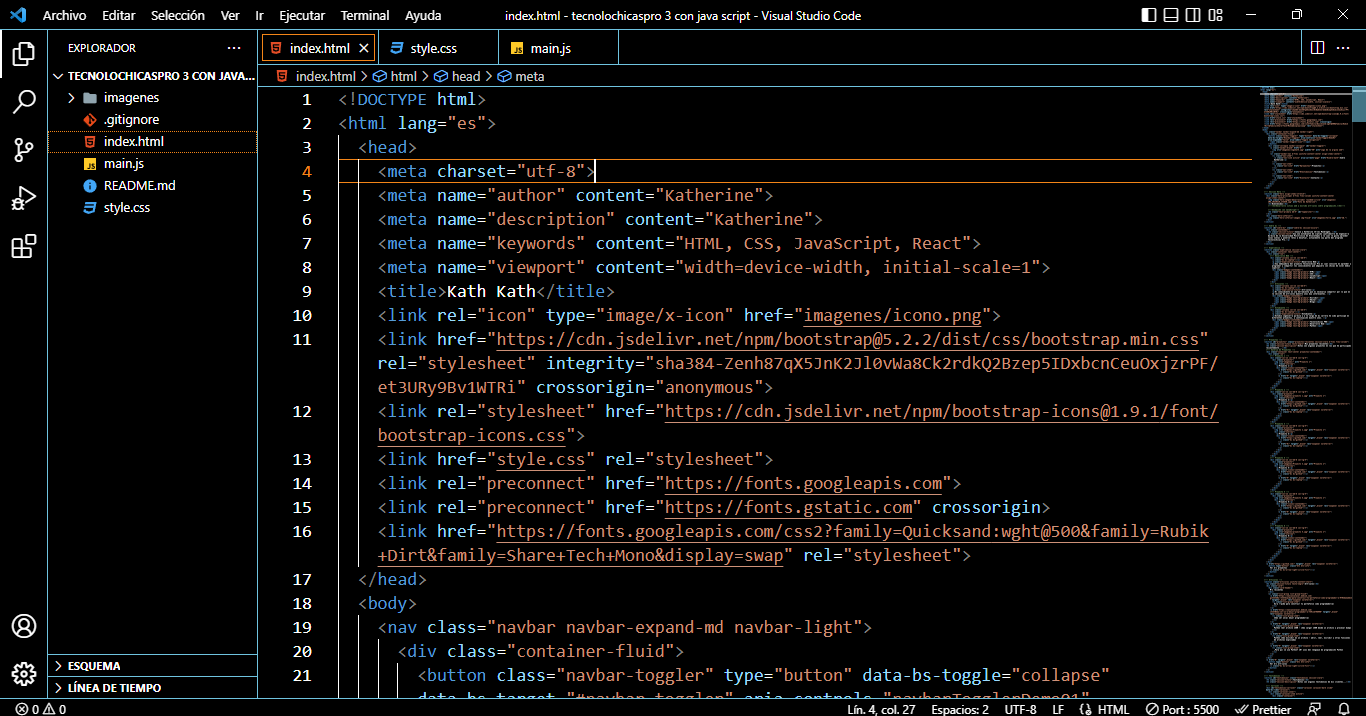 Archivo Editar Selección Ver Ir Ejecutar Terminal Ayuda
index.html - tecnolochicaspro 3 con java script - Visual Studio Code
EXPLORADOR
TECNOLOCHICASPRO 3 CON JAVA...
imagenes
.gitignore
index.html
main.js
README.md
style.css
ESQUEMA
LÍNEA DE TIEMPO
index.html style.css main.js
index.html > html > head > meta
1 <!DOCTYPE html>
2 <html lang="es">
3 <head>
4 <meta charset="utf-8">
5 <meta name="author" content="Katherine">
6 <meta name="description" content="Katherine">
7 <meta name="keywords" content="HTML, CSS, JavaScript, React">
8 <meta name="viewport" content="width=device-width, initial-scale=1">
9 <title>Kath Kath</title>
10 <link rel="icon" type="image/x-icon" href="imagenes/icono.png">
11 <link href="https://cdn.jsdelivr.net/npm/bootstrap@5.2.2/dist/css/bootstrap.min.css"
rel="stylesheet" integrity="sha384-Zenh87qX5JnK2Jl0vWa8Ck2rdkQ2Bzep5IDxbcnCeuOxjzrPF/
et3URy9Bv1WTRi" crossorigin="anonymous">
12 <link rel="stylesheet" href="https://cdn.jsdelivr.net/npm/bootstrap-icons@1.9.1/font/
bootstrap-icons.css">
13 <link href="style.css" rel="stylesheet">
14 <link rel="preconnect" href="https://fonts.googleapis.com">
15 <link rel="preconnect" href="https://fonts.gstatic.com" crossorigin>
16 <link href="https://fonts.googleapis.com/css2?family=Quicksand:wght@500&family=Rubik
+Dirt&family=Share+Tech+Mono&display=swap" rel="stylesheet">
17 </head>
18 <body>
19 <nav class="navbar navbar-expand-md navbar-light">
20 <div class="container-fluid">
21 <button class="navbar-toggler" type="button" data-bs-toggle="collapse"
data-bs-target="#navbar-toggler" aria-controls="navbarTogglerDemo01"
0 0
Lín. 4, col. 27 Espacios: 2 UTF-8 LF HTML Port : 5500 Prettier